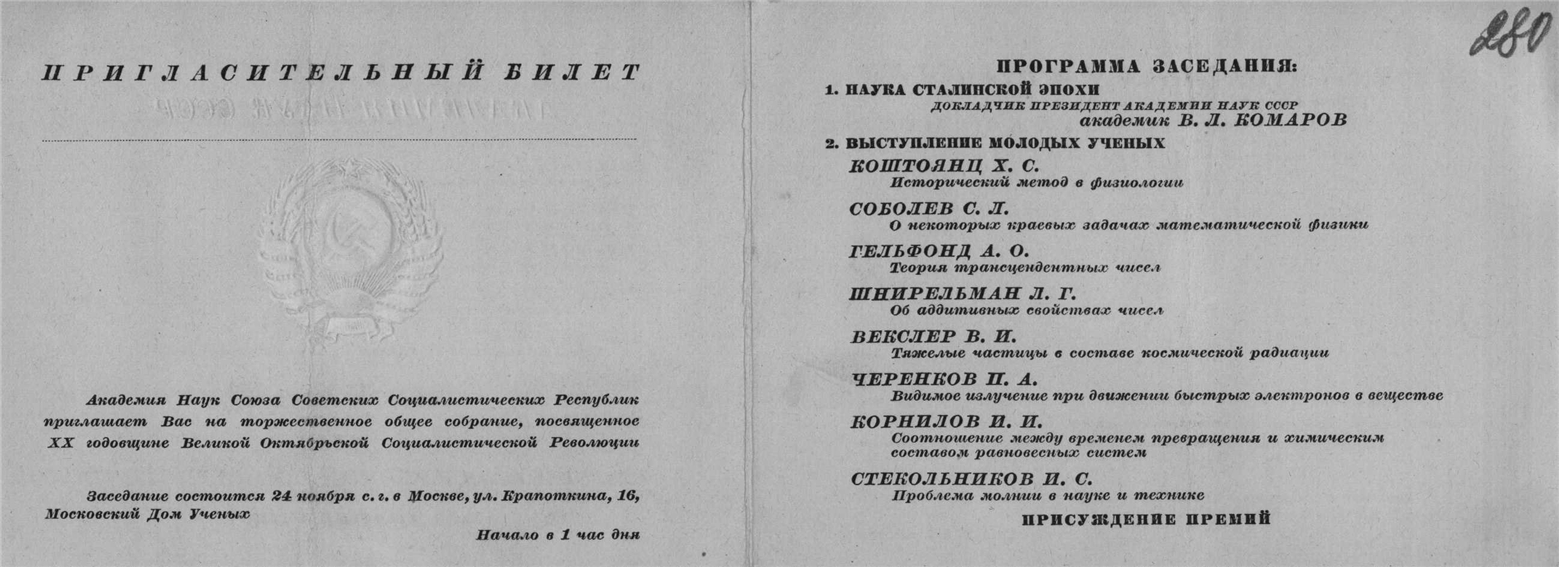 ПРИГЛАСИТЕЛЬНЫЙ БИЛЕТ
Академия Наук Союза Советских Социалистических Республик
приглашает Вас на торжественное общее собрание, посвященное
XX годовщине Великой Октябрьской Социалистической Революции
Заседание состоится 24 ноября с. г. в Москве, ул. Крапоткина, 16,
Московский Дом Ученых
Начало в 1 час дня
280
ПРОГРАММА ЗАСЕДАНИЯ:
1. НАУКА СТАЛИНСКОЙ ЭПОХИ
ДОКЛАДЧИК ПРЕЗИДЕНТ АКАДЕМИИ НАУК СССР
академик В. Л. КОМАРОВ
2. ВЫСТУПЛЕНИЕ МОЛОДЫХ УЧЕНЫХ
КОШТОЯНЦ Х. С.
Исторический метод в физиологии
СОБОЛЕВ С. Л.
О некоторых краевых задачах математической физики
ГЕЛЬФОНД А. О.
Теория трансцендентных чисел
ШНИРЕЛЬМАН Л. Г.
Об аддитивных свойствах чисел
ВЕКСЛЕР В. И.
Тяжелые частицы в составе космической радиации
ЧЕРЕНКОВ П. А.
Видимое излучение при движении быстрых электронов в веществе
КОРНИЛОВ И. И.
Соотношение между временем превращения и химическим
составом равновесных систем
СТЕКОЛЬНИКОВ И. С.
Проблема молнии в науке и технике
ПРИСУЖДЕНИЕ ПРЕМИЙ